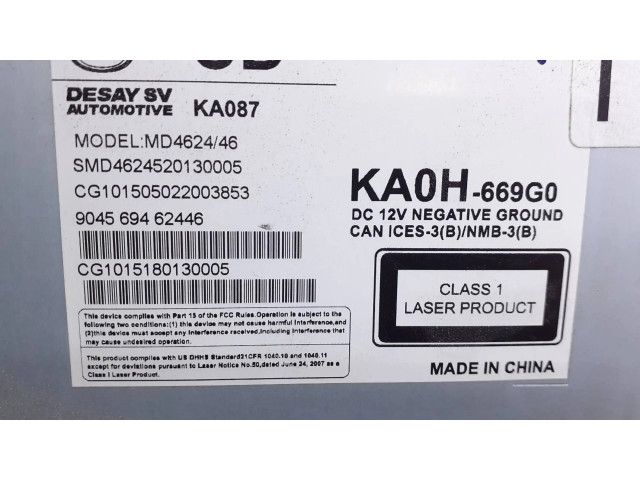 DESAY SV
AUTOMOTIVE KA087
MODEL:MD4624/46
SMD4624520130005
CG101505022003853
9045 694 62446
CG1015180130005
This device complies with Part 15 of the FCC Rules.Operation is subject to the
following two conditions:(1) this device may not cause harmful interference,and
(2)this device must accept any interference received,including interference that
may cause undesired operation.
This product complies with US DHHS Standard21CFR 1040.10 and 1040.11
except for deviations pursuant to Laser Notice No.50,dated June 24, 2007 as a
Class I Laser Product.
KA0H-669G0
DC 12V NEGATIVE GROUND
CAN ICES-3(B)/NMB-3(B)
CLASS 1
LASER PRODUCT
MADE IN CHINA